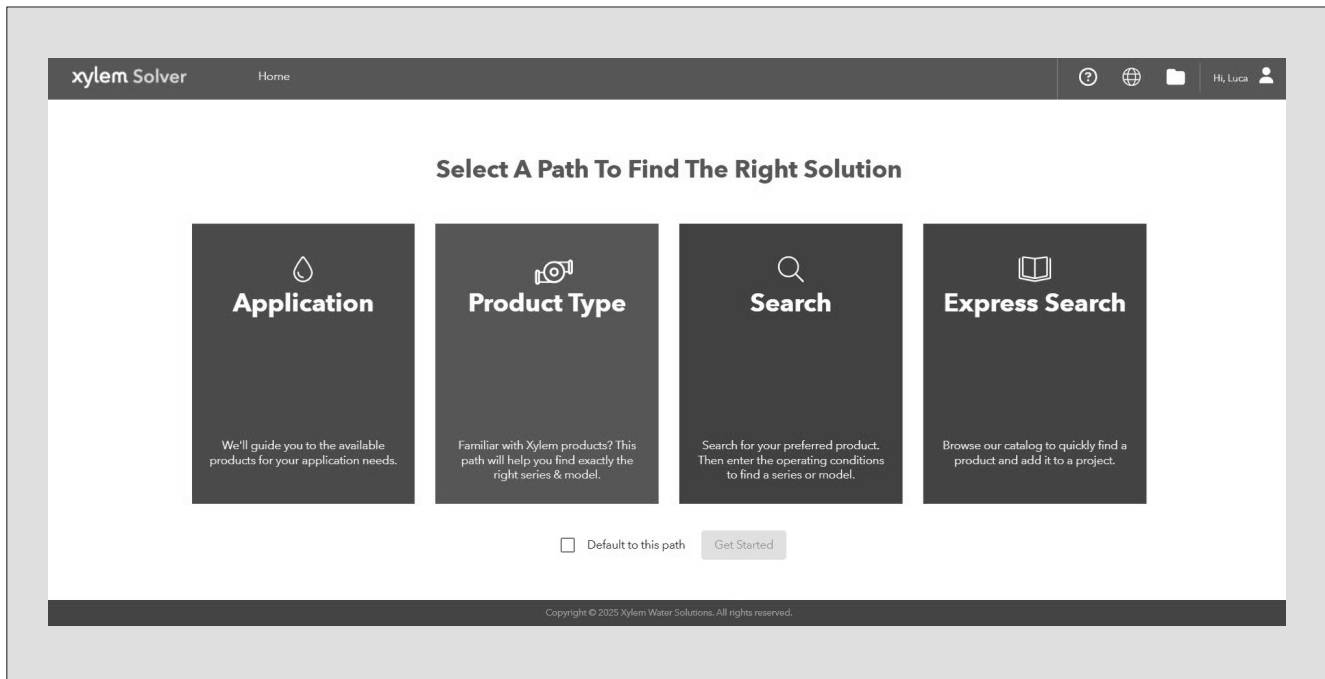 xylem Solver Home Hi, Luca
Select A Path To Find The Right Solution
Application
We'll guide you to the available
products for your application needs.
Product Type
Familiar with Xylem products? This
path will help you find exactly the
right series & model.
Search
Search for your preferred product.
Then enter the operating conditions
to find a series or model.
Express Search
Browse our catalog to quickly find a
product and add it to a project.
Default to this path Get Started
Copyright © 2025 Xylem Water Solutions. All rights reserved.